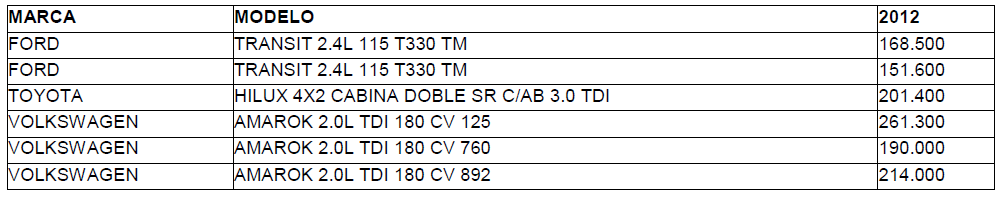 MARCA MODELO 2012
FORD TRANSIT 2.4L 115 T330 TM 168.500
FORD TRANSIT 2.4L 115 T330 TM 151.600
TOYOTA HILUX 4X2 CABINA DOBLE SR C/AB 3.0 TDI 201.400
VOLKSWAGEN AMAROK 2.0L TDI 180 CV 125 261.300
VOLKSWAGEN AMAROK 2.0L TDI 180 CV 760 190.000
VOLKSWAGEN AMAROK 2.0L TDI 180 CV 892 214.000